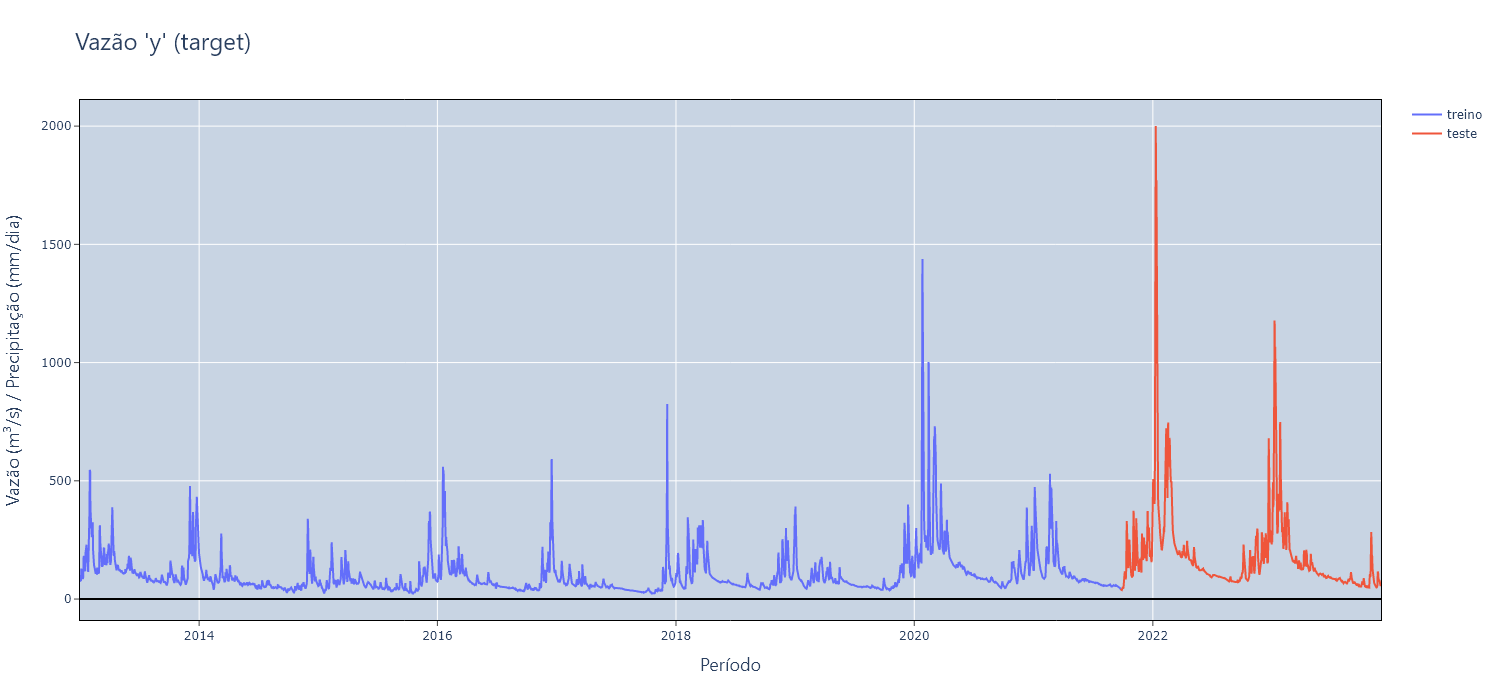 Vazão 'y' (target)
treino
teste
Vazão (m³/s) / Precipitação (mm/dia)
2000
1500
1000
500
0
2014
2016
2018
2020
2022
Período